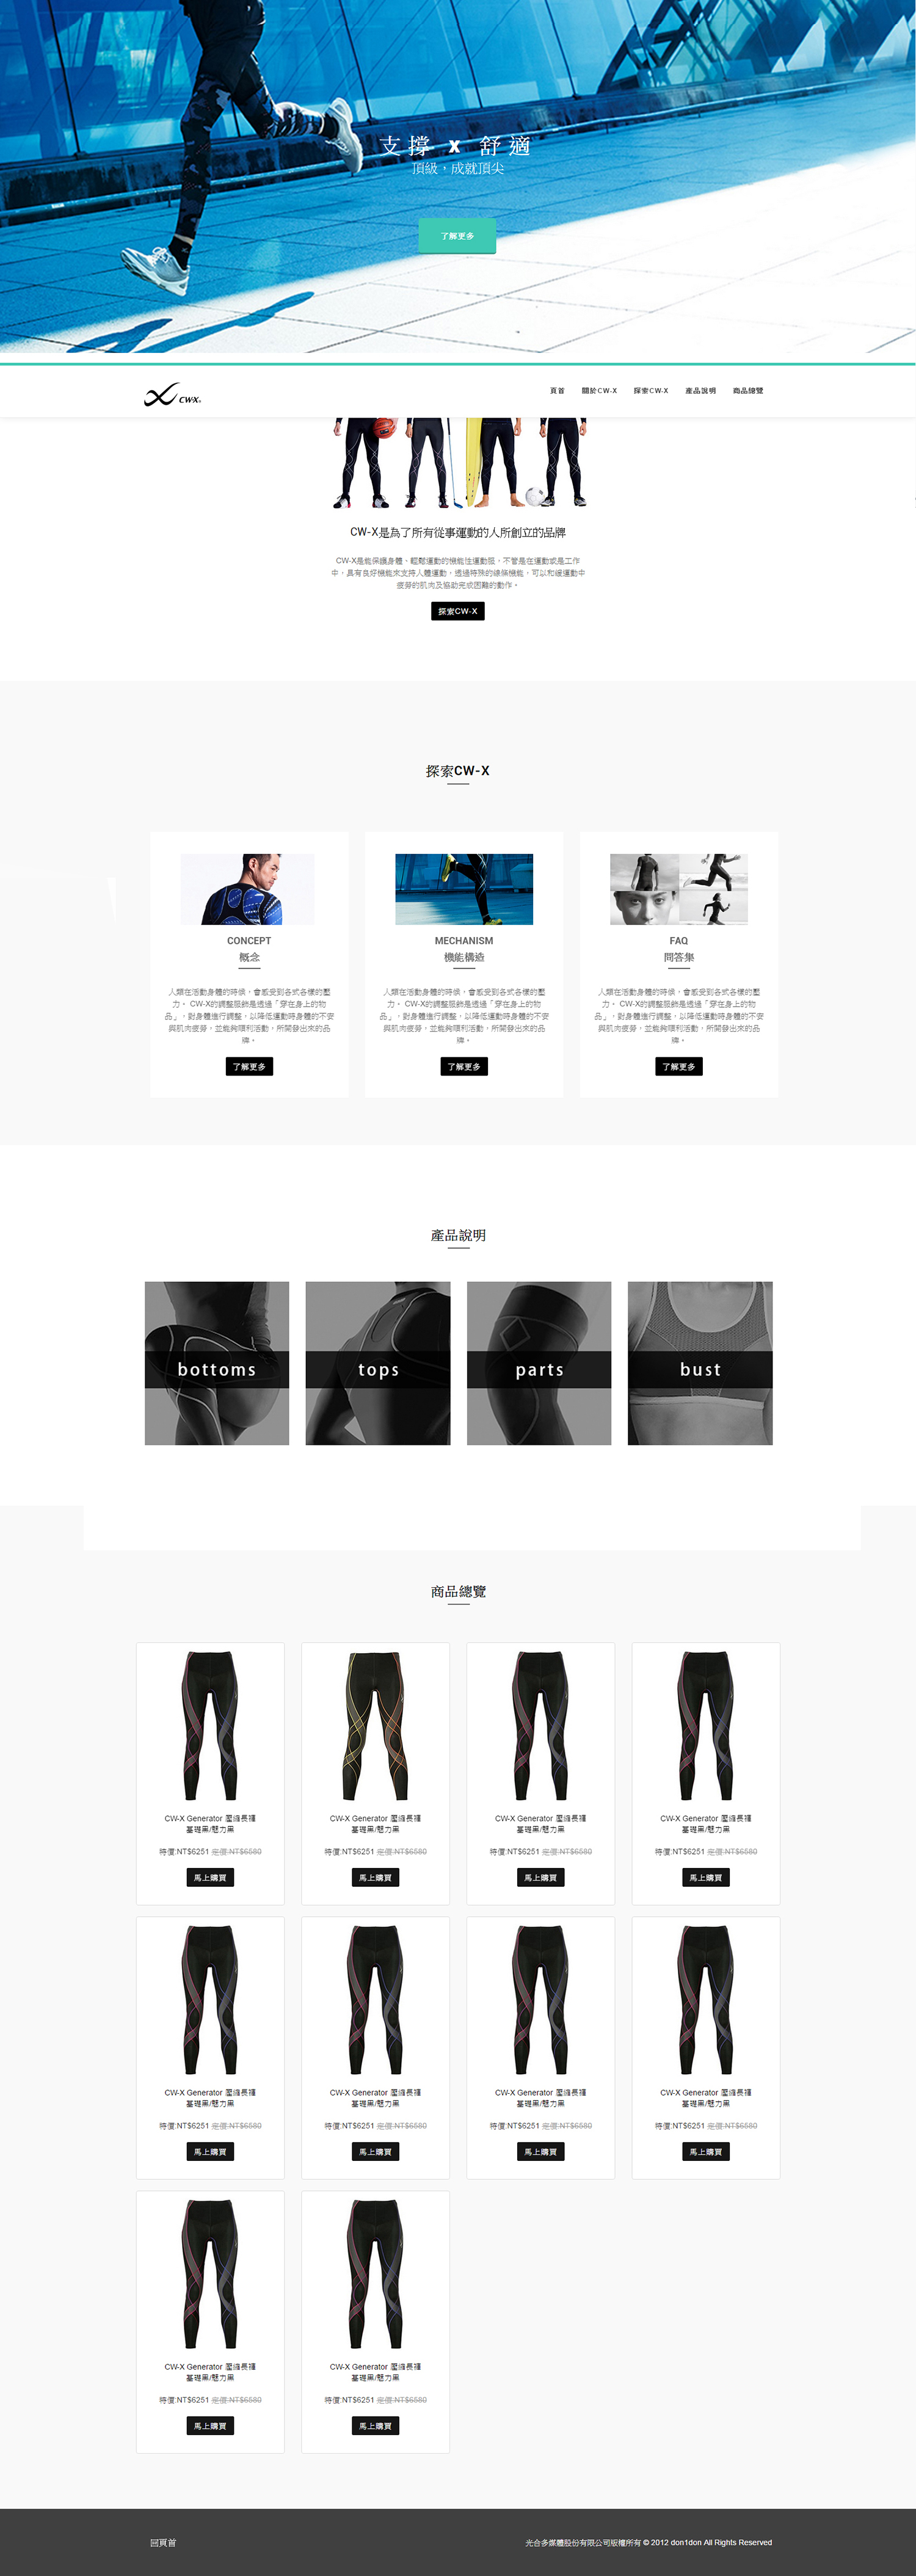 支撐 x 舒適
頂級，成就頂尖
了解更多
CW-X®
頁首 關於CW-X 探索CW-X 產品說明 商品總覽
CW-X是為了所有從事運動的人所創立的品牌
CW-X是能保護身體、輕鬆運動的機能性運動服，不管是在運動或是工作
中，具有良好機能來支持人體運動，透過特殊的線條機能，可以和緩運動中
疲勞的肌肉及協助完成困難的動作。
探索CW-X
探索CW-X
CONCEPT
概念
人類在活動身體的時候，會感受到各式各樣的壓
力。 CW-X的調整服飾是透過「穿在身上的物
品」，對身體進行調整，以降低運動時身體的不安
與肌肉疲勞，並能夠順利活動，所開發出來的品
牌。
了解更多
MECHANISM
機能構造
人類在活動身體的時候，會感受到各式各樣的壓
力。 CW-X的調整服飾是透過「穿在身上的物
品」，對身體進行調整，以降低運動時身體的不安
與肌肉疲勞，並能夠順利活動，所開發出來的品
牌。
了解更多
FAQ
問答集
人類在活動身體的時候，會感受到各式各樣的壓
力。 CW-X的調整服飾是透過「穿在身上的物
品」，對身體進行調整，以降低運動時身體的不安
與肌肉疲勞，並能夠順利活動，所開發出來的品
牌。
了解更多
產品說明
bottoms
tops
parts
bust
商品總覽
CW-X Generator 壓縮長褲
基礎黑/魅力黑
特價:NT$6251 定價:NT$6580
馬上購買
CW-X Generator 壓縮長褲
基礎黑/魅力黑
特價:NT$6251 定價:NT$6580
馬上購買
CW-X Generator 壓縮長褲
基礎黑/魅力黑
特價:NT$6251 定價:NT$6580
馬上購買
CW-X Generator 壓縮長褲
基礎黑/魅力黑
特價:NT$6251 定價:NT$6580
馬上購買
CW-X Generator 壓縮長褲
基礎黑/魅力黑
特價:NT$6251 定價:NT$6580
馬上購買
CW-X Generator 壓縮長褲
基礎黑/魅力黑
特價:NT$6251 定價:NT$6580
馬上購買
CW-X Generator 壓縮長褲
基礎黑/魅力黑
特價:NT$6251 定價:NT$6580
馬上購買
CW-X Generator 壓縮長褲
基礎黑/魅力黑
特價:NT$6251 定價:NT$6580
馬上購買
CW-X Generator 壓縮長褲
基礎黑/魅力黑
特價:NT$6251 定價:NT$6580
馬上購買
CW-X Generator 壓縮長褲
基礎黑/魅力黑
特價:NT$6251 定價:NT$6580
馬上購買
回頁首
光合多媒體股份有限公司版權所有 © 2012 don1don All Rights Reserved